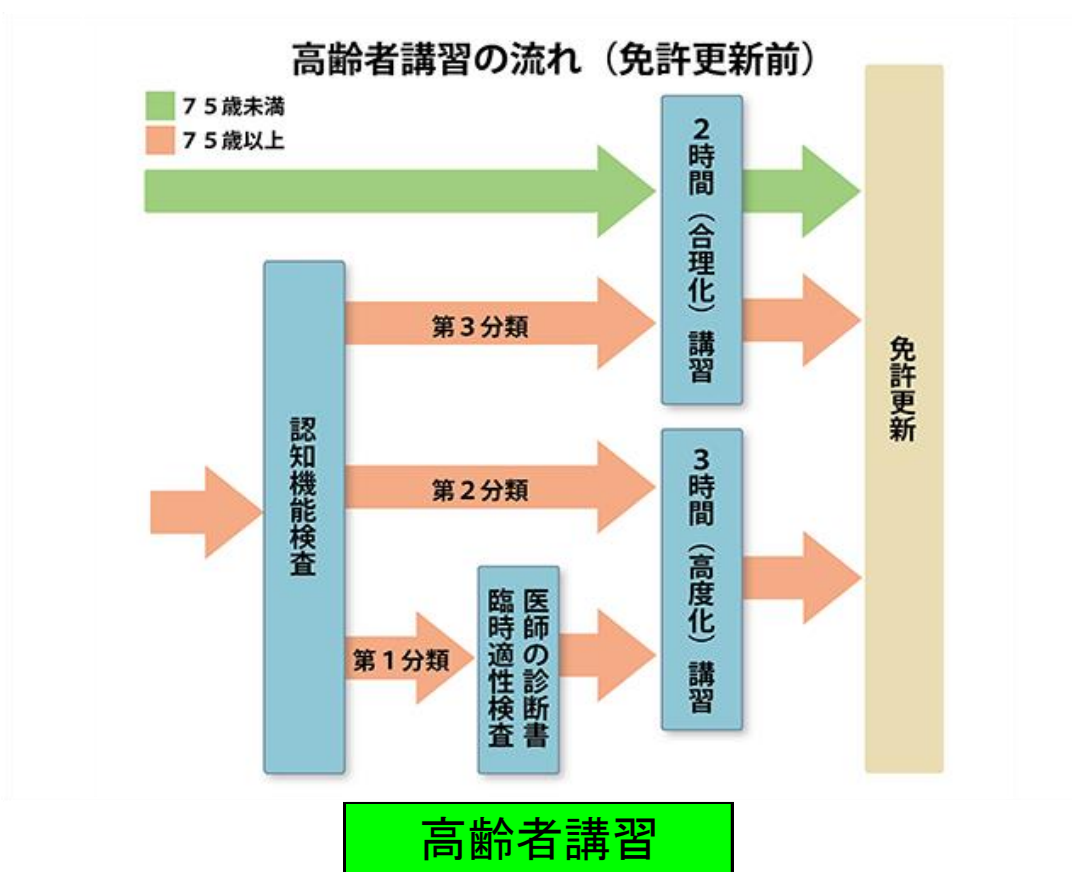 高齢者講習の流れ（免許更新前）
７５歳未満
７５歳以上
２時間（合理化）講習
免許更新
第３分類
認知機能検査
第２分類
３時間（高度化）講習
第１分類
医師の診断書
臨時適性検査
高齢者講習